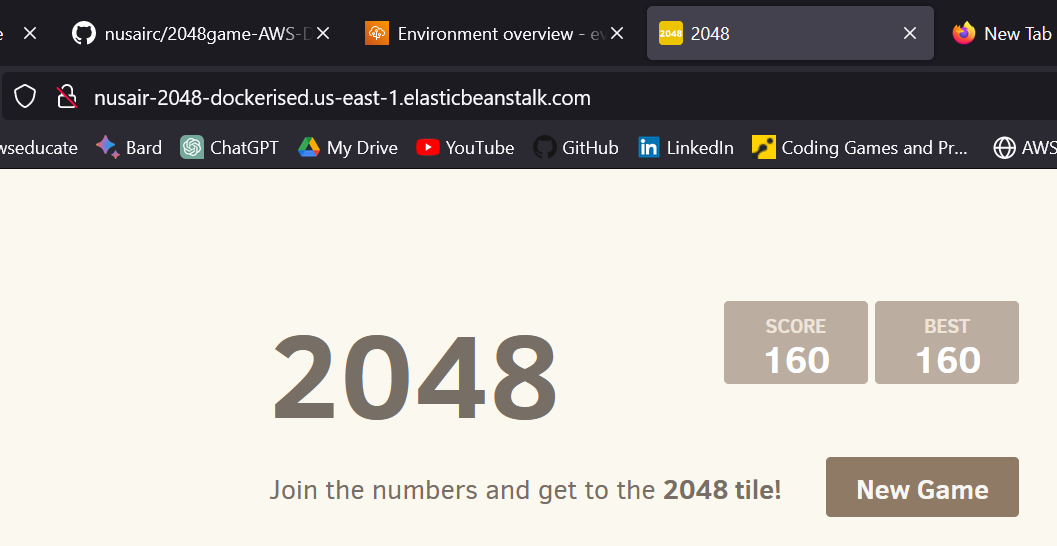 e
nusairc/2048game-AWS-D
Environment overview - ev
2048
2048
New Tab
nusair-2048-dockerised.us-east-1.elasticbeanstalk.com
wseducate
Bard
ChatGPT
My Drive
YouTube
GitHub
LinkedIn
Coding Games and Pr...
AWS
2048
SCORE
160
BEST
160
Join the numbers and get to the 2048 tile!
New Game